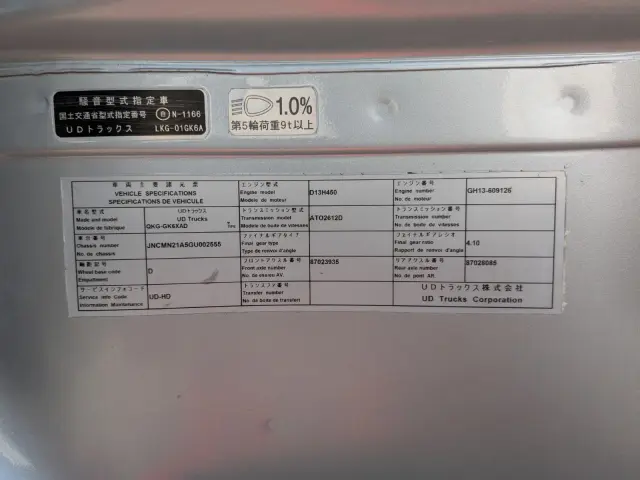 騒音型式指定車
国土交通省型式指定番号 自 N-1166
UDトラックス LKG-01GK6A
1.0%
第5輪荷重9t以上
車両主要諸元表
VEHICLE SPECIFICATIONS
SPECIFICATIONS DE VÉHICULE
エンジン型式
Engine model
Modele de moteur
D13H450
エンジン番号
Engine number
No. de moteur
GH13-609126
車名型式
Made and model
Modele de fabrique
UDトラックス
UD Trucks
QKG-GK6XAD
トランスミッション型式
Transmission model
Modele de boite de vitesses
ATO2612D
トランスミッション番号
Transmission number
No. de boite de vitesses
車台番号
Chassis number
No. de chassis
JNCMN21A5GU002555
ファイナルギアタイプ
Final gear type
Type de renvoi d'angle
ファイナルギアレシオ
Final gear ratio
Rapport de renvoi d'angle
4.10
軸距記号
Wheel base code
Empattement
D
フロントアクスル番号
Front axle number
No. de essieu AV.
87023935
リアアクスル番号
Rear axle number
No. de pont AR.
87028085
サービスインフォコード
Service info Code
Information Maintenance
UD-HD
トランスファ番号
Transfer number
No. de boite de transfert
UDトラックス株式会社
UD Trucks Corporation